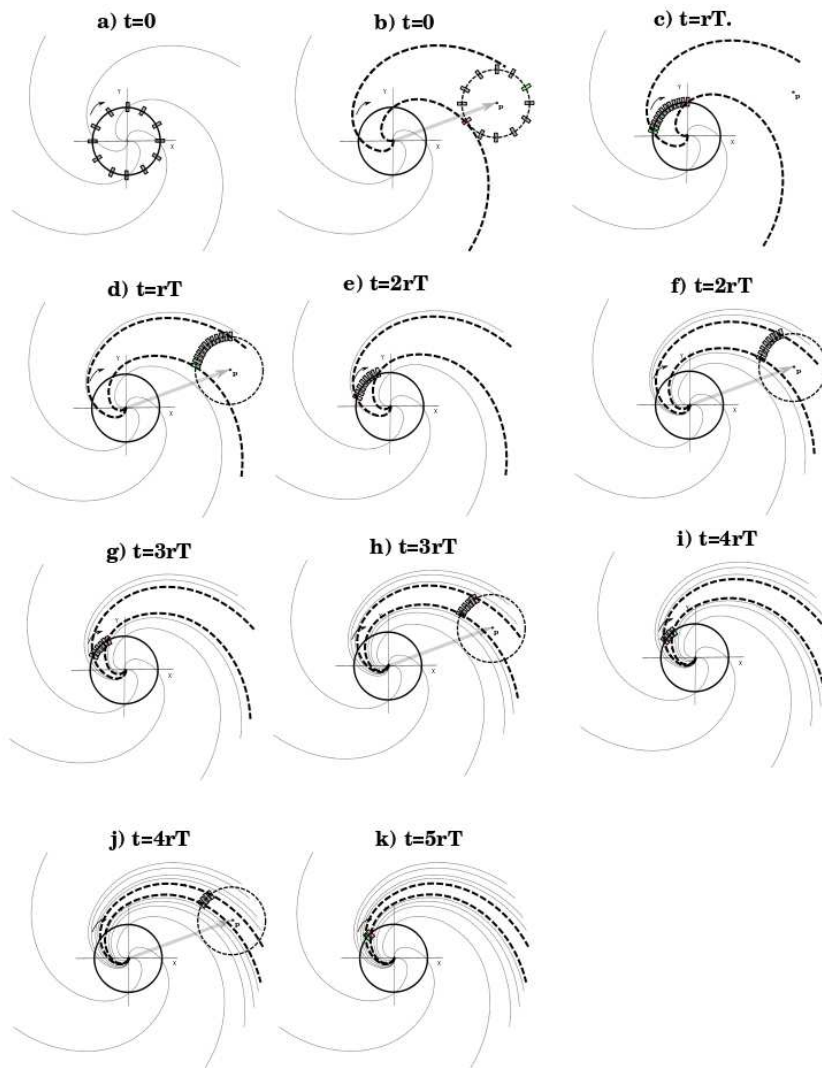 a) t=0
b) t=0
c) t=rT.
Y
X
Y
X
p
Y
X
p
d) t=rT
e) t=2rT
f) t=2rT
Y
X
p
Y
X
Y
X
p
g) t=3rT
h) t=3rT
i) t=4rT
X
X
p
X
j) t=4rT
k) t=5rT
X
p
X